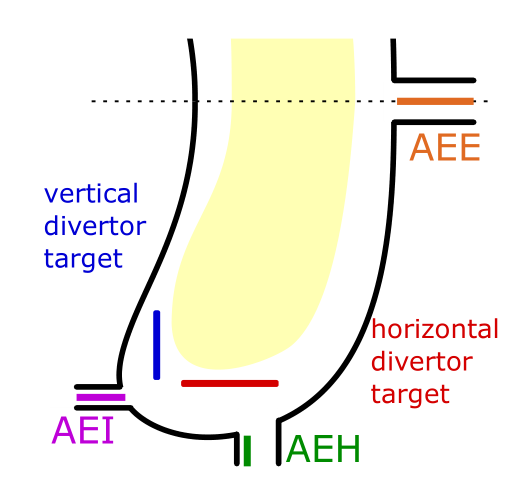 AEE
vertical
divertor
target
horizontal
divertor
target
AEI
AEH